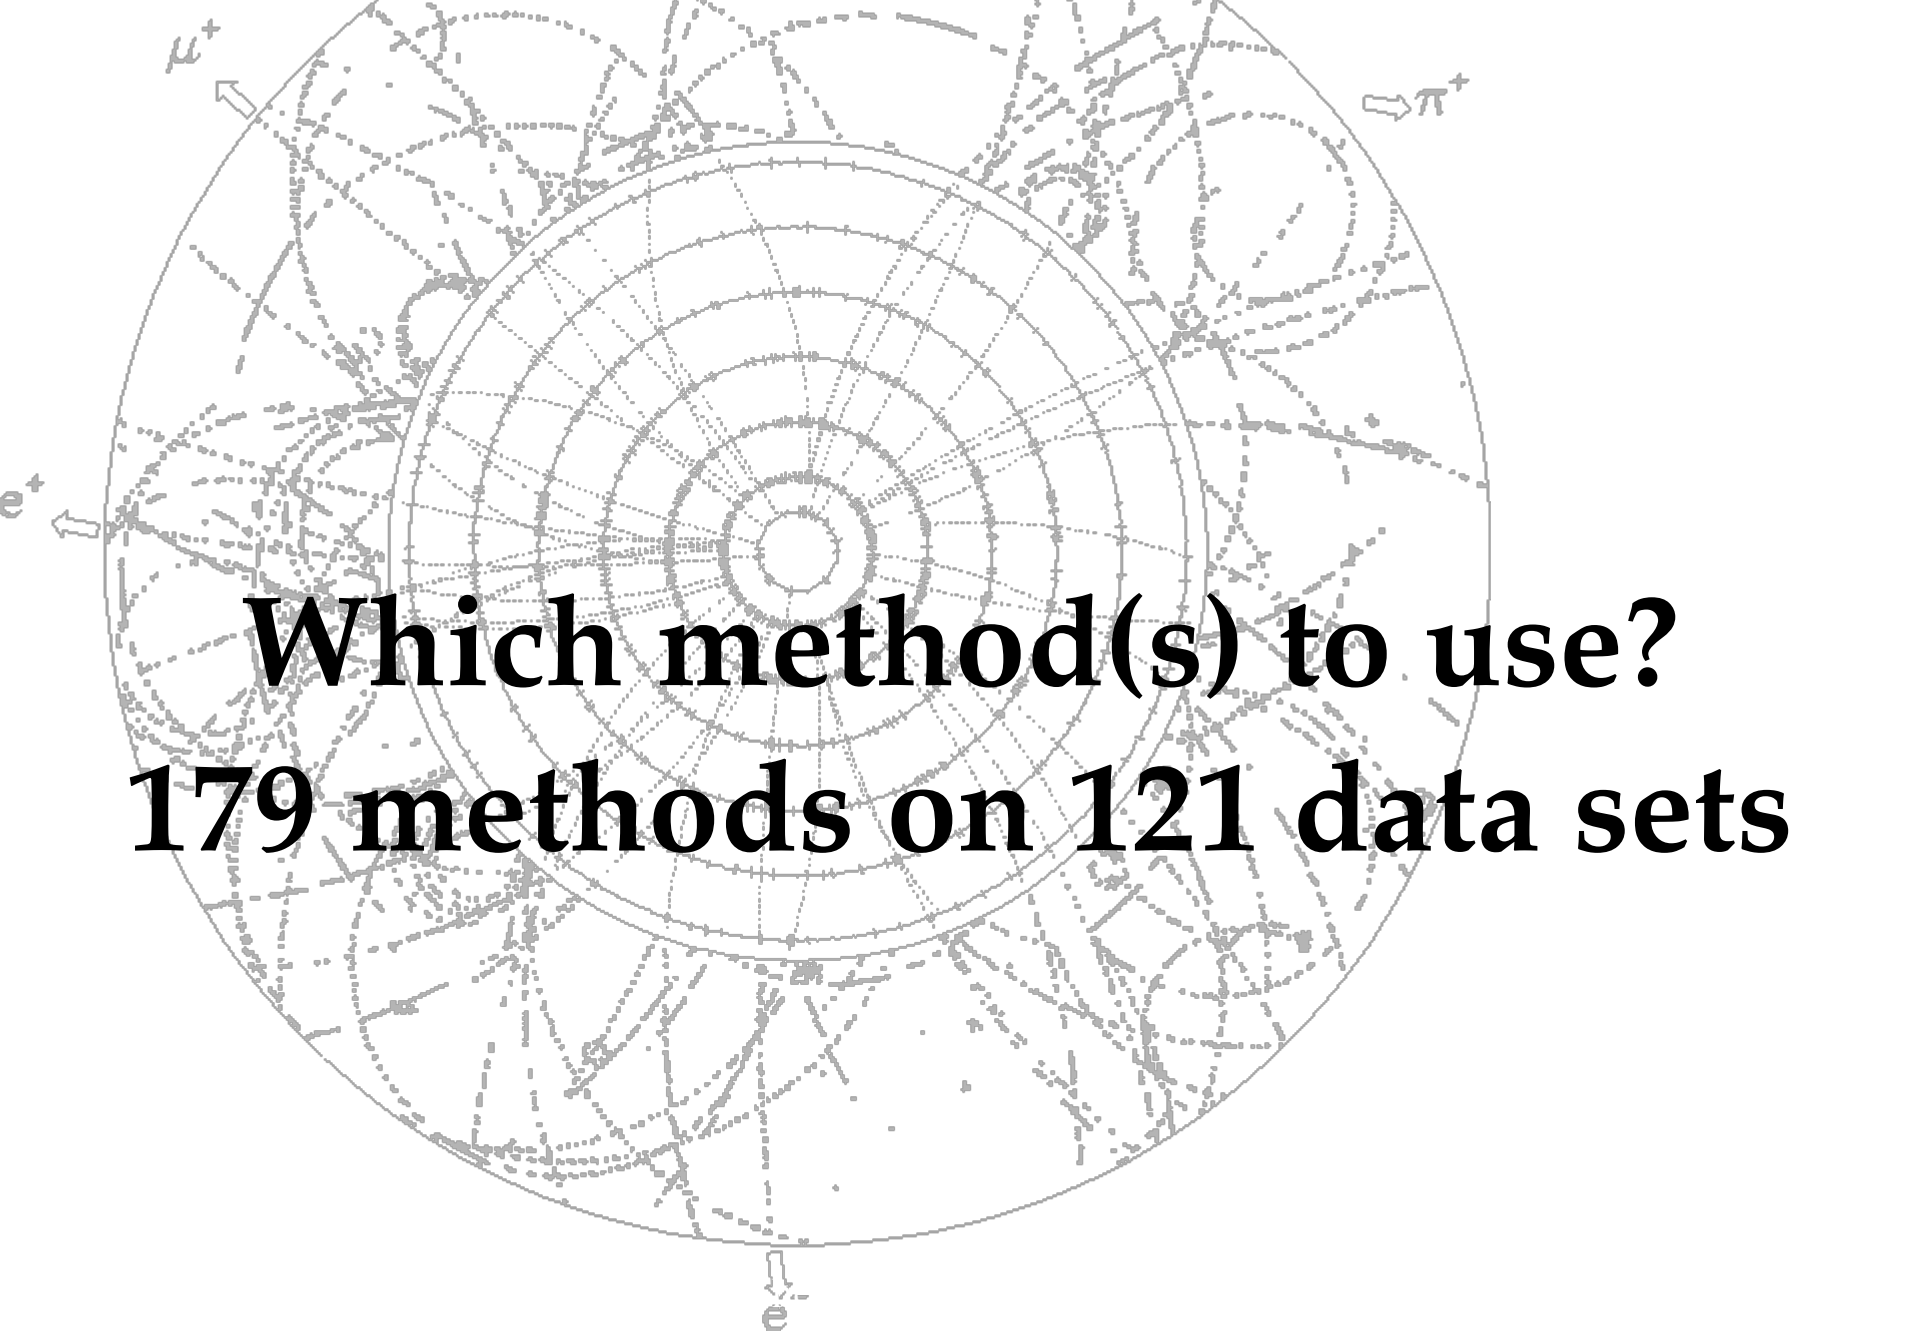 μ+
π+
e+
Which method(s) to use?
179 methods on 121 data sets
e-